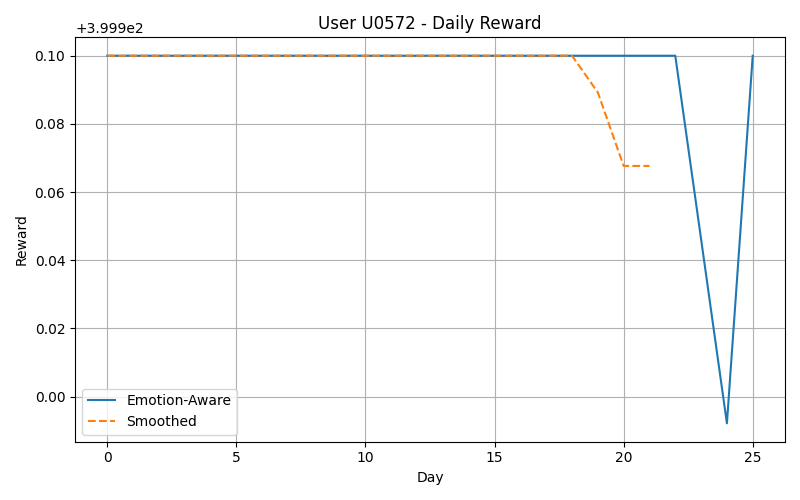 User U0572 - Daily Reward
+3.999e2
0.10
0.08
0.06
0.04
0.02
0.00
Reward
Emotion-Aware
Smoothed
0 5 10 15 20 25
Day